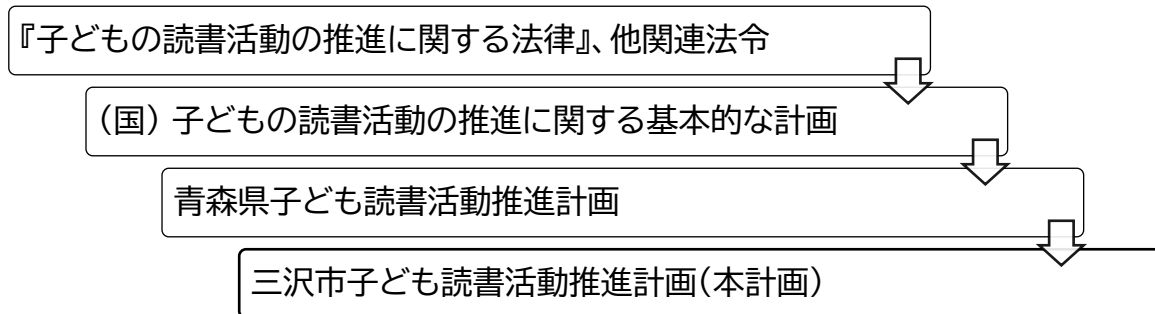 『子どもの読書活動の推進に関する法律』、他関連法令
（国） 子どもの読書活動の推進に関する基本的な計画
青森県子ども読書活動推進計画
三沢市子ども読書活動推進計画（本計画）